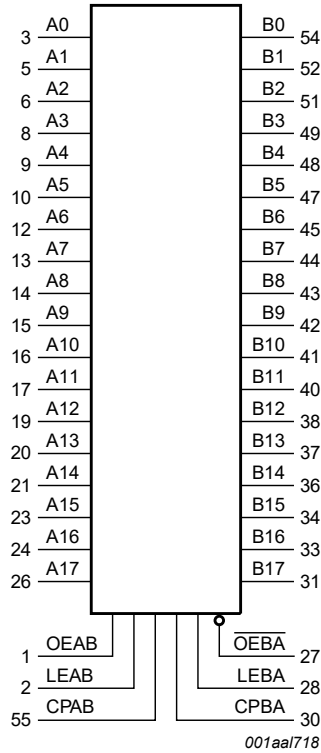 3 A0 B0 54
5 A1 B1 52
6 A2 B2 51
8 A3 B3 49
9 A4 B4 48
10 A5 B5 47
12 A6 B6 45
13 A7 B7 44
14 A8 B8 43
15 A9 B9 42
16 A10 B10 41
17 A11 B11 40
19 A12 B12 38
20 A13 B13 37
21 A14 B14 36
23 A15 B15 34
24 A16 B16 33
26 A17 B17 31
1 OEAB O̅E̅B̅A̅ 27
2 LEAB LEBA 28
55 CPAB CPBA 30
001aal718